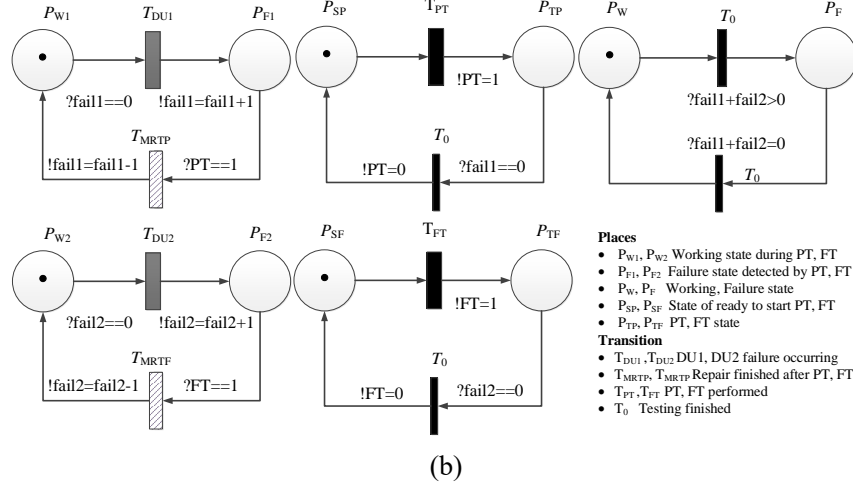 P_W1 T_DU1 P_F1
?fail1==0 !fail1=fail1+1
T_MRTP
!fail1=fail1-1 ?PT==1
P_SP T_PT P_TP
!PT=1
T_0
!PT=0 ?fail1==0
P_W T_0 P_F
?fail1+fail2>0
?fail1+fail2=0
T_0
P_W2 T_DU2 P_F2
?fail2==0 !fail2=fail2+1
T_MRTF
!fail2=fail2-1 ?FT==1
P_SF T_FT P_TF
!FT=1
T_0
!FT=0 ?fail2==0
Places
• P_W1, P_W2 Working state during PT, FT
• P_F1, P_F2 Failure state detected by PT, FT
• P_W, P_F Working, Failure state
• P_SP, P_SF State of ready to start PT, FT
• P_TP, P_TF PT, FT state
Transition
• T_DU1 ,T_DU2 DU1, DU2 failure occurring
• T_MRTP, T_MRTP Repair finished after PT, FT
• T_PT ,T_FT PT, FT performed
• T_0 Testing finished
(b)